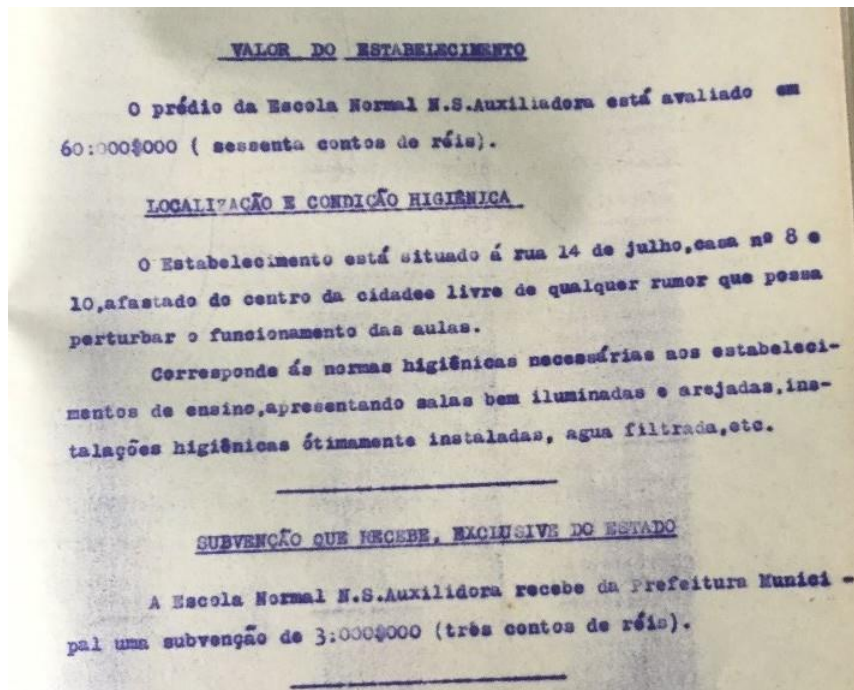 VALOR DO ESTABELECIMENTO
O prédio da Escola Normal N.S.Auxiliadora está avaliado em
60:000$000 ( sessenta contos de réis).
LOCALIZAÇÃO E CONDIÇÃO HIGIÊNICA
O Estabelecimento está situado á rua 14 de julho,casa nº 8 e
10,afastado do centro da cidadee livre de qualquer rumor que possa
perturbar o funcionamento das aulas.
Corresponde ás normas higiênicas necessárias aos estabeleci-
mentos de ensino,apresentando salas bem iluminadas e arejadas,ins-
talações higiênicas ótimamente instaladas, agua filtrada,etc.
SUBVENÇÃO QUE RECEBE, EXCLUSIVE DO ESTADO
A Escola Normal N.S.Auxilidora recebe da Prefeitura Munici -
pal uma subvenção de 3:000$000 (três contos de réis).